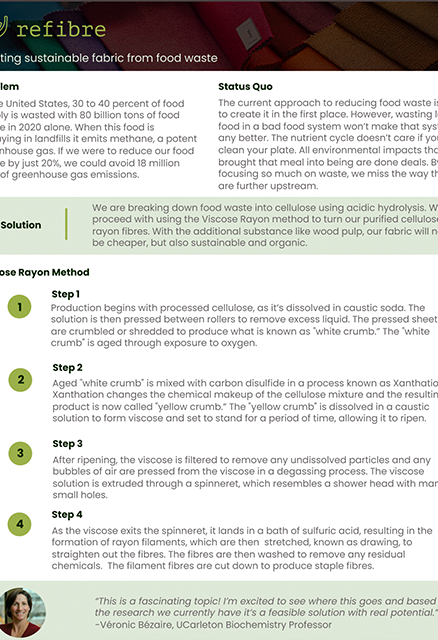 refibre
ting sustainable fabric from food waste
lem
e United States, 30 to 40 percent of food
ly is wasted with 80 billion tons of food
e in 2020 alone. When this food is
ying in landfills it emits methane, a potent
nhouse gas. If we were to reduce our food
e by just 20%, we could avoid 18 million
of greenhouse gas emissions.
Status Quo
The current approach to reducing food waste is
to create it in the first place. However, wasting l
food in a bad food system won't make that sys
any better. The nutrient cycle doesn't care if you
clean your plate. All environmental impacts tha
brought that meal into being are done deals. B
focusing so much on waste, we miss the way th
are further upstream.
Solution
We are breaking down food waste into cellulose using acidic hydrolysis. W
proceed with using the Viscose Rayon method to turn our purified cellulose
rayon fibres. With the additional substance like wood pulp, our fabric will n
be cheaper, but also sustainable and organic.
ose Rayon Method
1
Step 1
Production begins with processed cellulose, as it's dissolved in caustic soda. The
solution is then pressed between rollers to remove excess liquid. The pressed sheet
are crumbled or shredded to produce what is known as "white crumb." The "white
crumb" is aged through exposure to oxygen.
2
Step 2
Aged "white crumb" is mixed with carbon disulfide in a process known as Xanthatio
Xanthation changes the chemical makeup of the cellulose mixture and the resultin
product is now called "yellow crumb." The "yellow crumb" is dissolved in a caustic
solution to form viscose and set to stand for a period of time, allowing it to ripen.
3
Step 3
After ripening, the viscose is filtered to remove any undissolved particles and any
bubbles of air are pressed from the viscose in a degassing process. The viscose
solution is extruded through a spinneret, which resembles a shower head with man
small holes.
4
Step 4
As the viscose exits the spinneret, it lands in a bath of sulfuric acid, resulting in the
formation of rayon filaments, which are then stretched, known as drawing, to
straighten out the fibres. The fibres are then washed to remove any residual
chemicals. The filament fibres are cut down to produce staple fibres.
"This is a fascinating topic! I'm excited to see where this goes and based
the research we currently have it's a feasible solution with real potential."
-Véronic Bézaire, UCarleton Biochemistry Professor